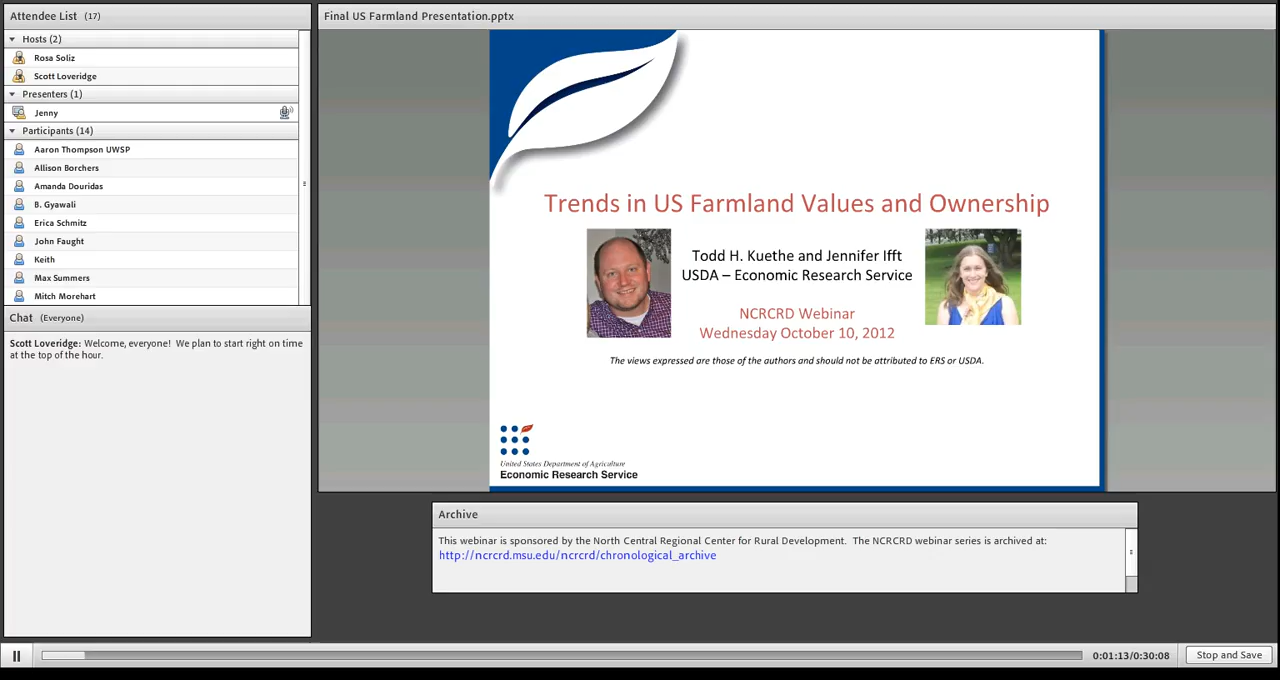 Attendee List (17)
Hosts (2)
Rosa Soliz
Scott Loveridge
Presenters (1)
Jenny
Participants (14)
Aaron Thompson UWSP
Allison Borchers
Amanda Douridas
B. Gyawali
Erica Schmitz
John Faught
Keith
Max Summers
Mitch Morehart
Chat (Everyone)
Scott Loveridge: Welcome, everyone! We plan to start right on time
at the top of the hour.
Final US Farmland Presentation.pptx
Trends in US Farmland Values and Ownership
Todd H. Kuethe and Jennifer Ifft
USDA – Economic Research Service
NCRCRD Webinar
Wednesday October 10, 2012
The views expressed are those of the authors and should not be attributed to ERS or USDA.
United States Department of Agriculture
Economic Research Service
Archive
This webinar is sponsored by the North Central Regional Center for Rural Development. The NCRCRD webinar series is archived at:
http://ncrcrd.msu.edu/ncrcrd/chronological_archive
0:01:13/0:30:08
Stop and Save